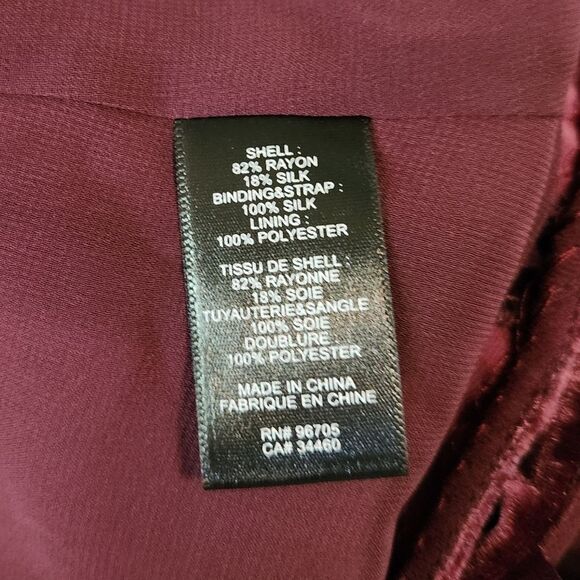 SHELL :
82% RAYON
18% SILK
BINDING&STRAP :
100% SILK
LINING :
100% POLYESTER
TISSU DE SHELL :
82% RAYONNE
18% SOIE
TUYAUTERIE&SANGLE
100% SOIE
DOUBLURE
100% POLYESTER
MADE IN CHINA
FABRIQUE EN CHINE
RN# 96705
CA# 34460